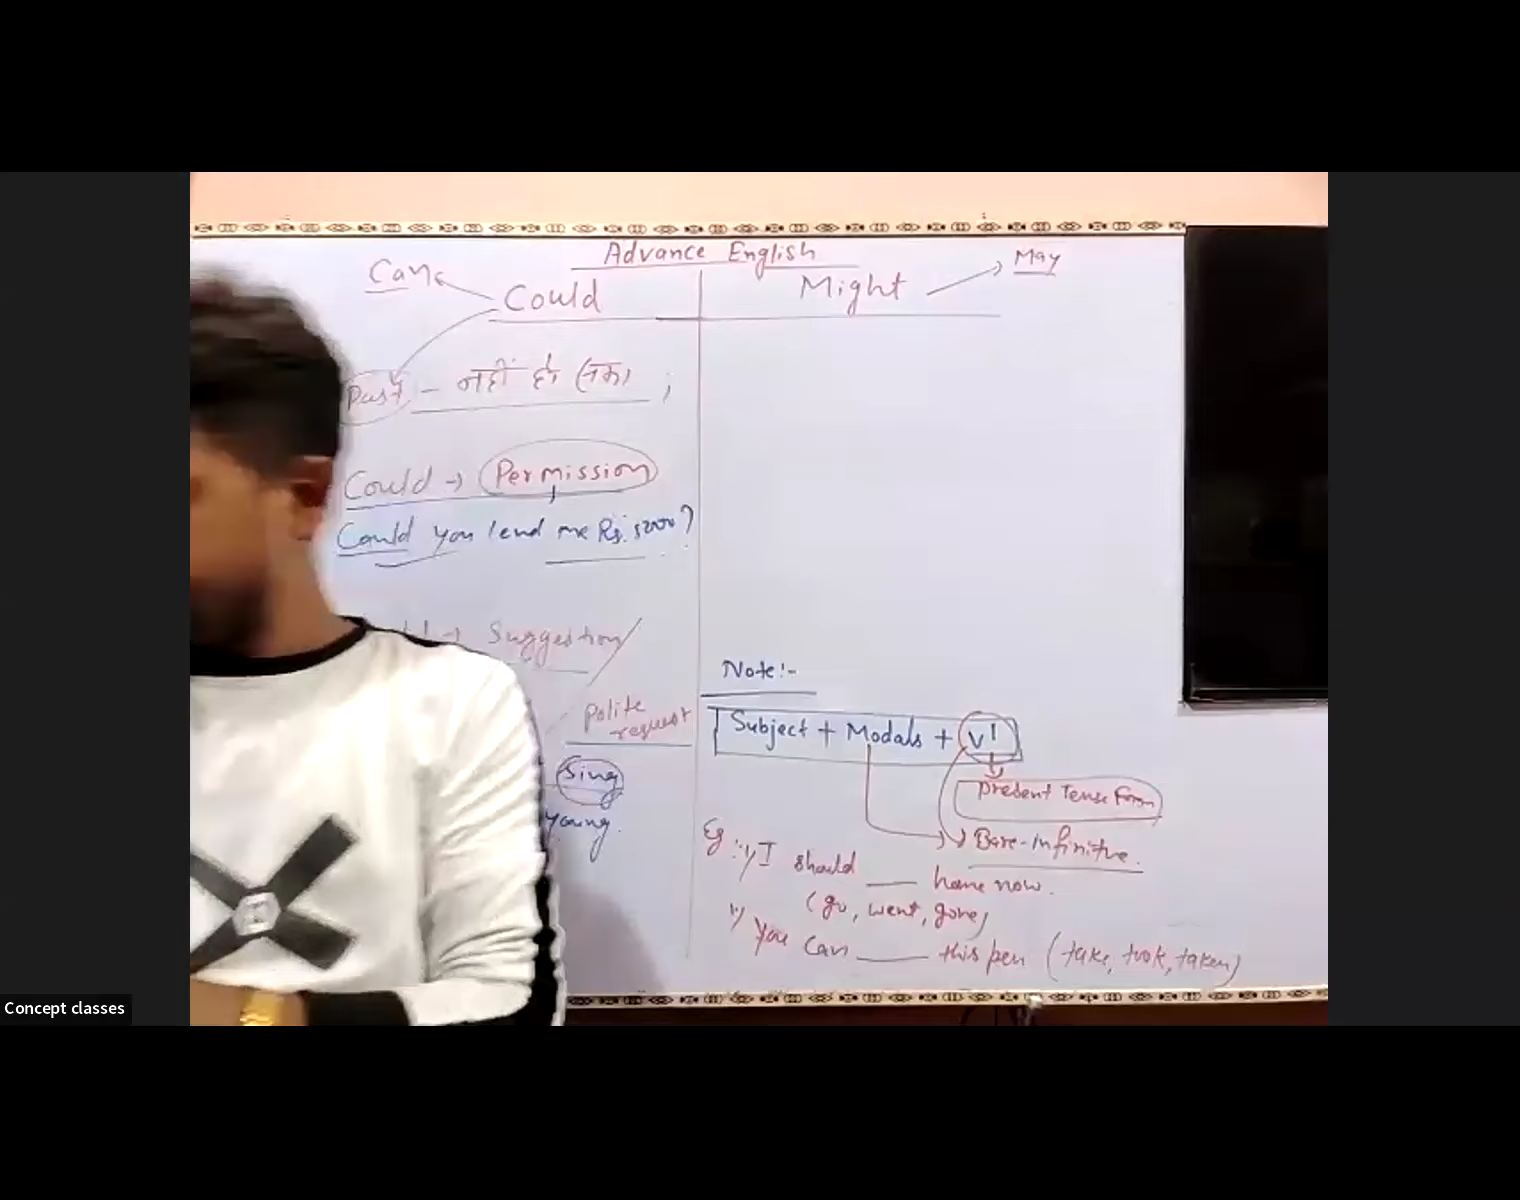 Advance English
Can
Could
Might
May
Past - नहीं हो सका ;
Could → Permission
Could you lend me Rs. 5000?
Suggestion
Polite
request
Sing
young.
Note:-
Subject + Modals + V1
Present Tense Form
Bare-Infinitive.
Eg :- i) I should ___ home now.
(go, went, gone)
ii) You can ___ this pen (take, took, taken)
Concept classes